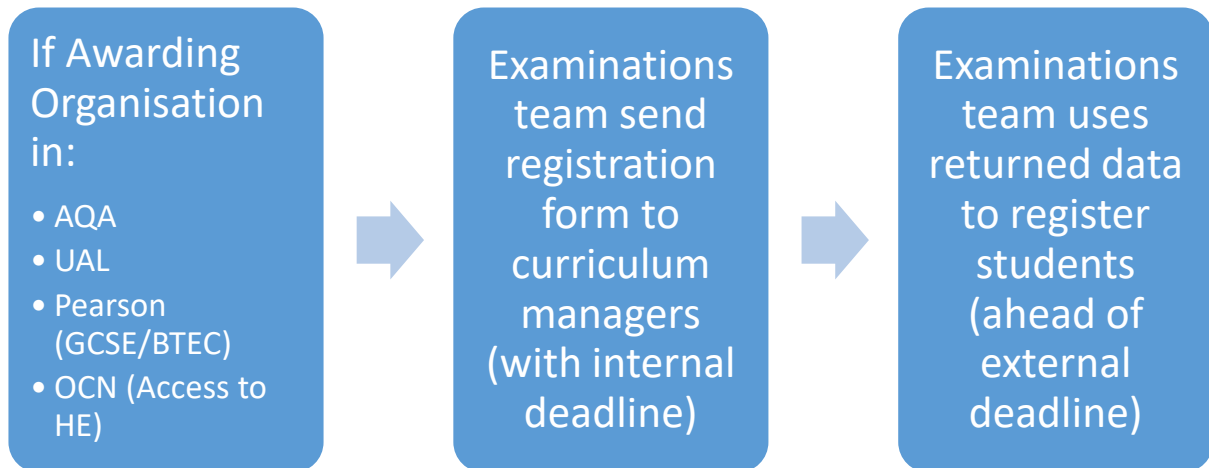 If Awarding
Organisation
in:
• AQA
• UAL
• Pearson
(GCSE/BTEC)
• OCN (Access to
HE)
Examinations
team send
registration
form to
curriculum
managers
(with internal
deadline)
Examinations
team uses
returned data
to register
students
(ahead of
external
deadline)